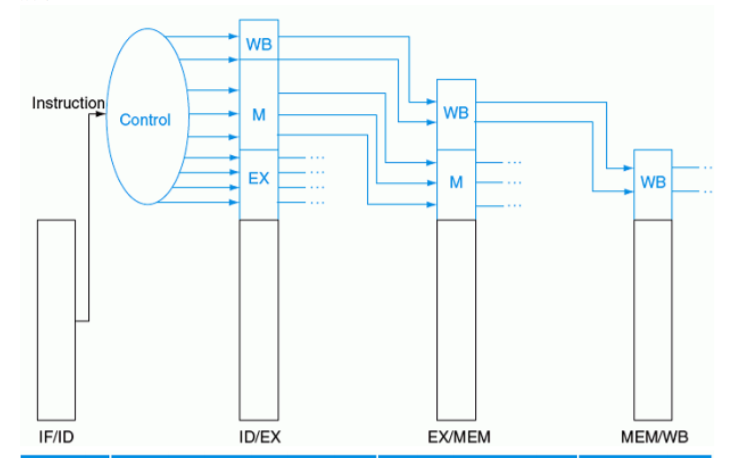 WB
Instruction
Control
M
WB
EX
M
WB
IF/ID
ID/EX
EX/MEM
MEM/WB